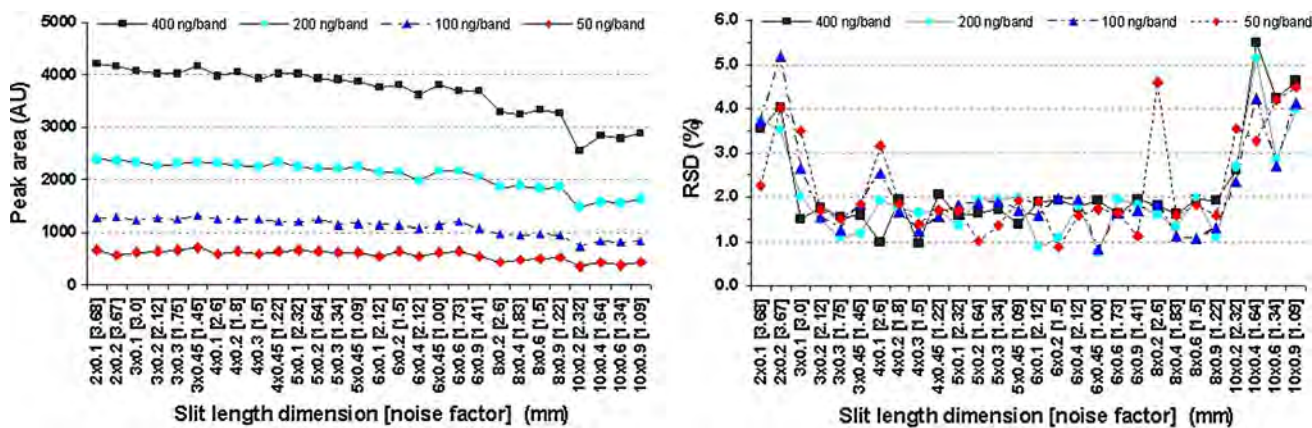 400 ng/band
200 ng/band
100 ng/band
50 ng/band
Peak area (AU)
5000
4000
3000
2000
1000
0
2x0.1 [3.68]
2x0.2 [3.67]
3x0.1 [3.0]
3x0.2 [2.12]
3x0.3 [1.75]
3x0.45 [1.45]
4x0.1 [2.6]
4x0.2 [1.8]
4x0.3 [1.5]
4x0.45 [1.22]
5x0.1 [2.32]
5x0.2 [1.64]
5x0.3 [1.34]
5x0.45 [1.09]
6x0.1 [2.12]
6x0.2 [1.5]
6x0.4 [2.12]
6x0.45 [1.00]
6x0.6 [1.73]
6x0.9 [1.41]
8x0.2 [2.6]
8x0.4 [1.83]
8x0.6 [1.5]
8x0.9 [1.22]
10x0.2 [2.32]
10x0.4 [1.64]
10x0.6 [1.34]
10x0.9 [1.09]
Slit length dimension [noise factor] (mm)
400 ng/band
200 ng/band
100 ng/band
50 ng/band
RSD (%)
6.0
5.0
4.0
3.0
2.0
1.0
0.0
2x0.1 [3.68]
2x0.2 [3.67]
3x0.1 [3.0]
3x0.2 [2.12]
3x0.3 [1.75]
3x0.45 [1.45]
4x0.1 [2.6]
4x0.2 [1.8]
4x0.3 [1.5]
4x0.45 [1.22]
5x0.1 [2.32]
5x0.2 [1.64]
5x0.3 [1.34]
5x0.45 [1.09]
6x0.1 [2.12]
6x0.2 [1.5]
6x0.4 [2.12]
6x0.45 [1.00]
6x0.6 [1.73]
6x0.9 [1.41]
8x0.2 [2.6]
8x0.4 [1.83]
8x0.6 [1.5]
8x0.9 [1.22]
10x0.2 [2.32]
10x0.4 [1.64]
10x0.6 [1.34]
10x0.9 [1.09]
Slit length dimension [noise factor] (mm)